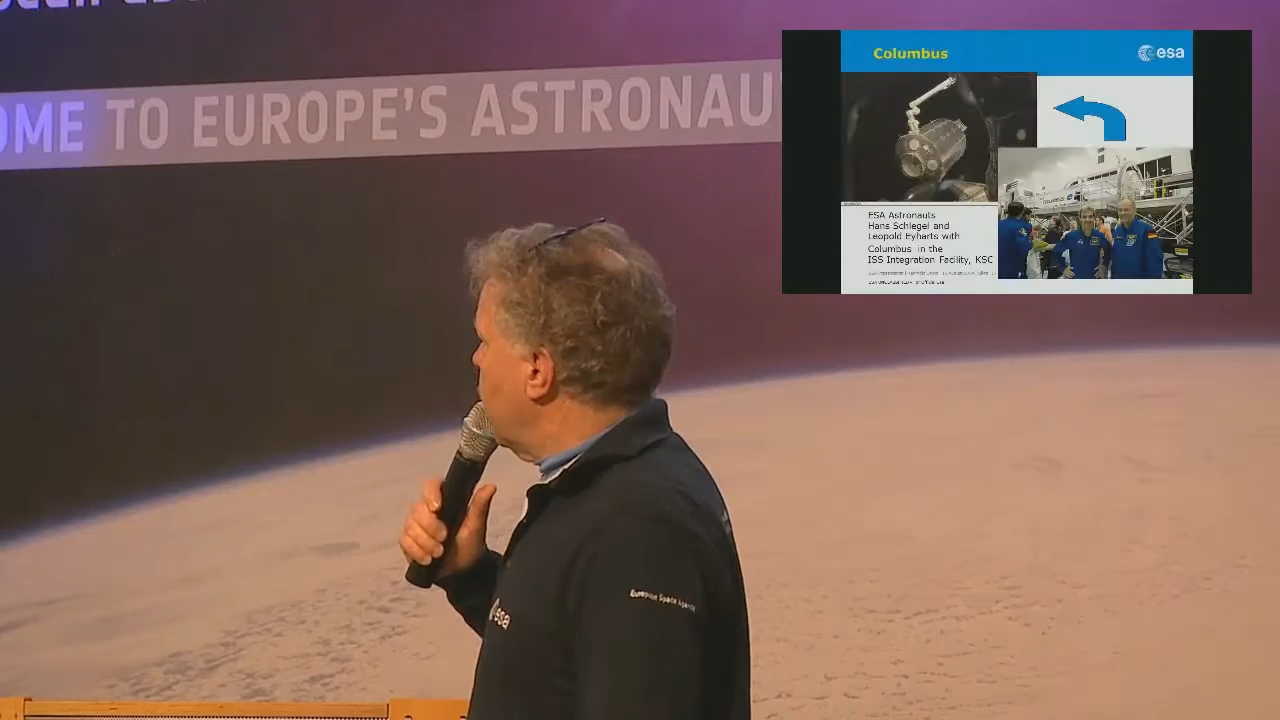 OME TO EUROPE'S ASTRONAU
Columbus
esa
ESA Astronauts
Hans Schlegel and
Leopold Eyharts with
Columbus in the
ISS Integration Facility, KSC
esa
European Space Agency